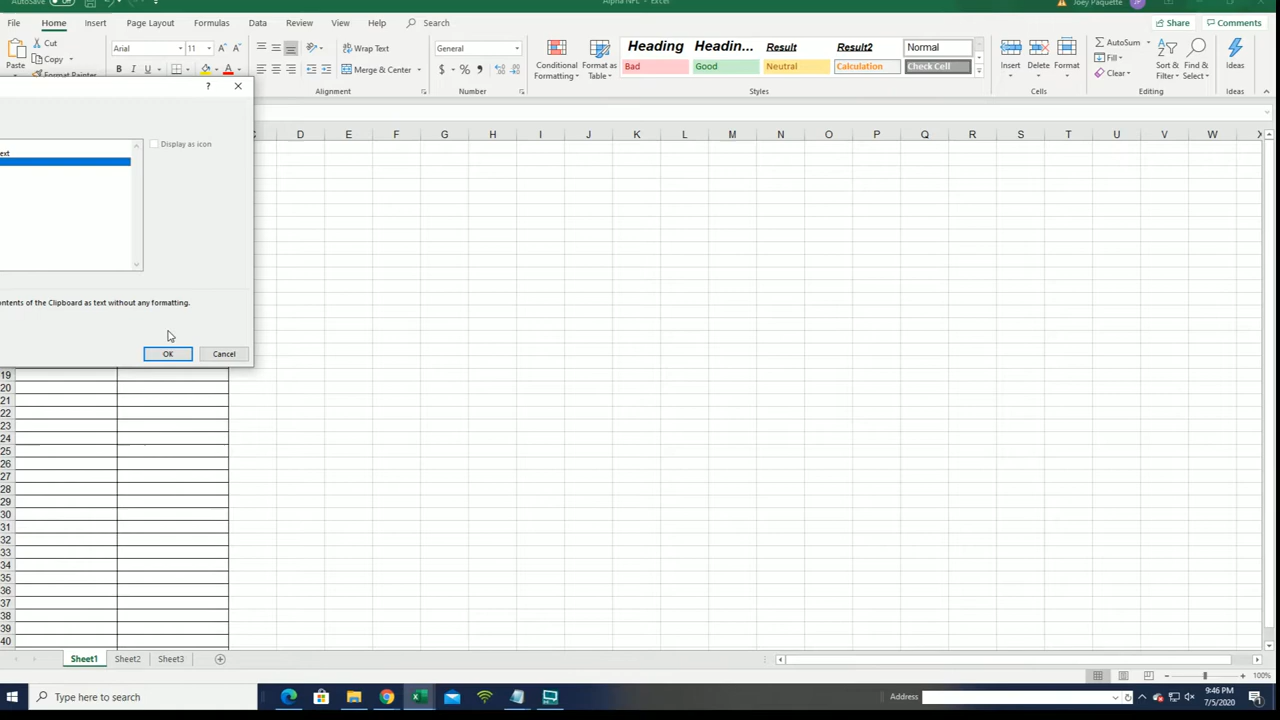 AutoSave
Alpha NFL - Excel
Joey Paquette
JP
File Home Insert Page Layout Formulas Data Review View Help Search
Share Comments
Paste
Cut
Copy
Format Painter
Arial 11
Wrap Text
Merge & Center
General
Conditional Formatting
Format as Table
Heading Headin... Result Result2 Normal
Bad Good Neutral Calculation Check Cell
Insert Delete Format
AutoSum
Fill
Clear
Sort & Filter
Find & Select
Ideas
Alignment Number Styles Cells Editing Ideas
D E F G H I J K L M N O P Q R S T U V W
?
Display as icon
ext
ontents of the Clipboard as text without any formatting.
OK Cancel
19
20
21
22
23
24
25
26
27
28
29
30
31
32
33
34
35
36
37
38
39
40
Sheet1 Sheet2 Sheet3
100%
Type here to search
Address
9:46 PM
7/5/2020